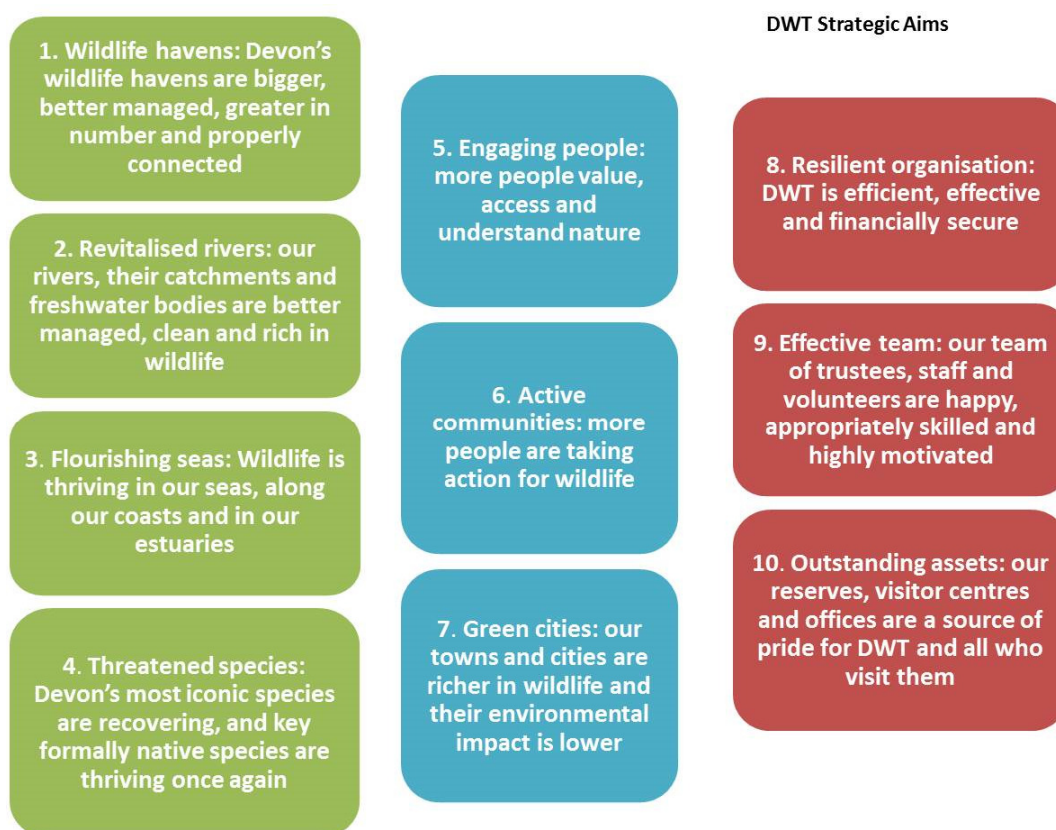 DWT Strategic Aims
1. Wildlife havens: Devon’s
wildlife havens are bigger,
better managed, greater in
number and properly
connected
2. Revitalised rivers: our
rivers, their catchments and
freshwater bodies are better
managed, clean and rich in
wildlife
3. Flourishing seas: Wildlife is
thriving in our seas, along
our coasts and in our
estuaries
4. Threatened species:
Devon’s most iconic species
are recovering, and key
formally native species are
thriving once again
5. Engaging people:
more people value,
access and
understand nature
6. Active
communities: more
people are taking
action for wildlife
7. Green cities: our
towns and cities are
richer in wildlife and
their environmental
impact is lower
8. Resilient organisation:
DWT is efficient, effective
and financially secure
9. Effective team: our team
of trustees, staff and
volunteers are happy,
appropriately skilled and
highly motivated
10. Outstanding assets: our
reserves, visitor centres
and offices are a source of
pride for DWT and all who
visit them